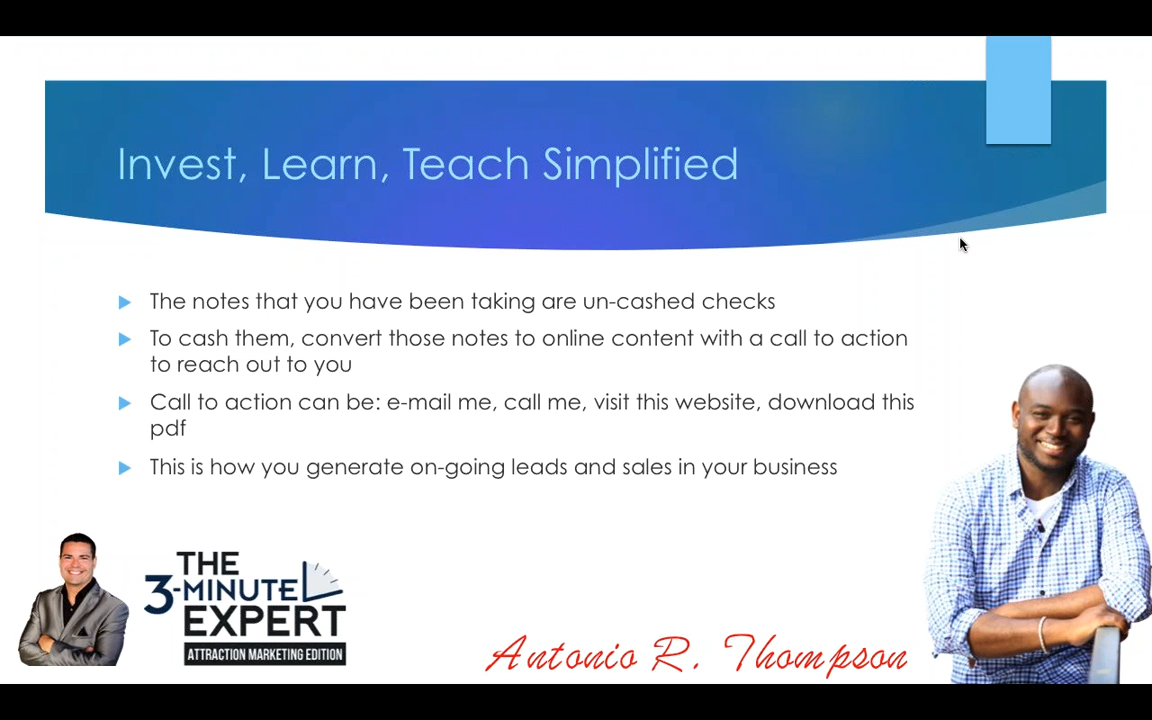 Invest, Learn, Teach Simplified
The notes that you have been taking are un-cashed checks
To cash them, convert those notes to online content with a call to action
to reach out to you
Call to action can be: e-mail me, call me, visit this website, download this
pdf
This is how you generate on-going leads and sales in your business
THE
3-MINUTE
EXPERT
ATTRACTION MARKETING EDITION
Antonio R. Thompson